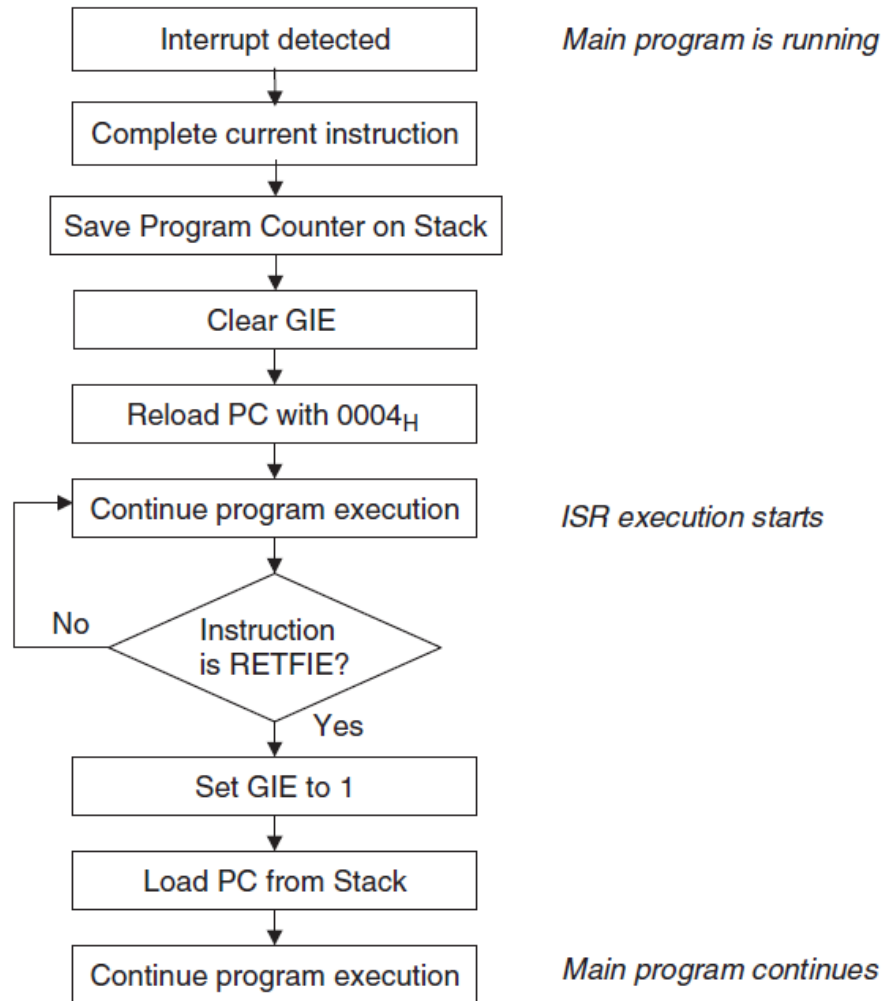 Interrupt detected
Main program is running
Complete current instruction
Save Program Counter on Stack
Clear GIE
Reload PC with 0004H
Continue program execution
ISR execution starts
No
Instruction
is RETFIE?
Yes
Set GIE to 1
Load PC from Stack
Continue program execution
Main program continues